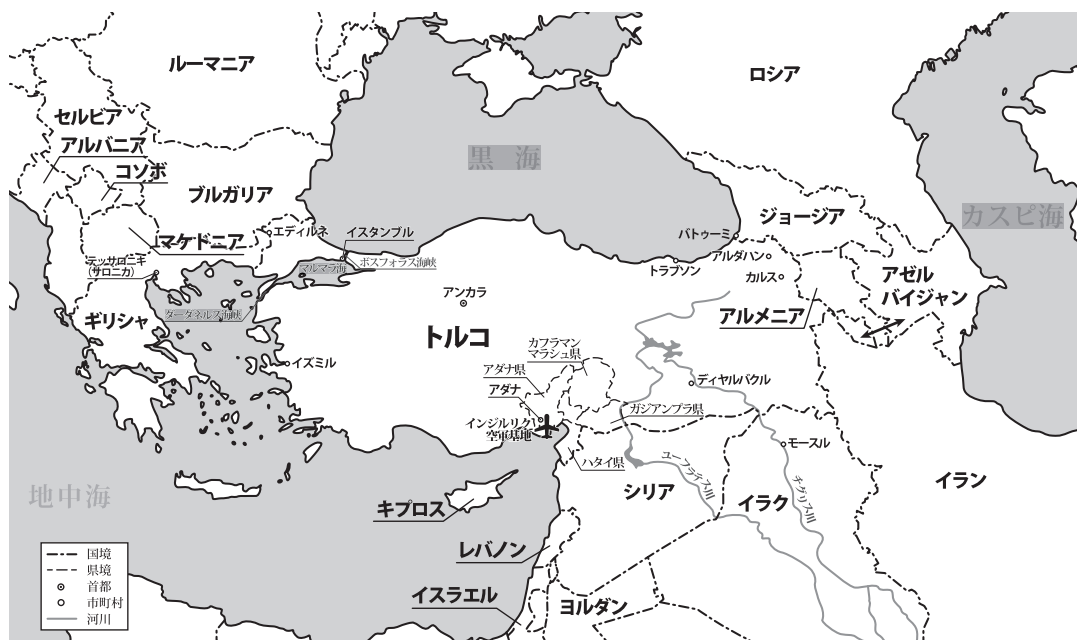 ルーマニア
ロシア
セルビア
アルバニア
コソボ
黒 海
ブルガリア
カスピ海
ジョージア
マケドニア
エディルネ
イスタンブル
バトゥーミ
テッサロニキ
(サロニカ)
マルマラ海
ボスフォラス海峡
トラブソン
アルダハン
カルス
アゼル
バイジャン
アンカラ
ギリシャ
ダーダネルス海峡
アルメニア
トルコ
カフラマン
マラシュ県
イズミル
アダナ県
アダナ
ディヤルバクル
ガジアンプラ県
インジルリク
空軍基地
モースル
ハタイ県
ユーフラテス川
チグリス川
イラン
シリア
イラク
地中海
キプロス
レバノン
イスラエル
ヨルダン
国境
県境
首都
市町村
河川